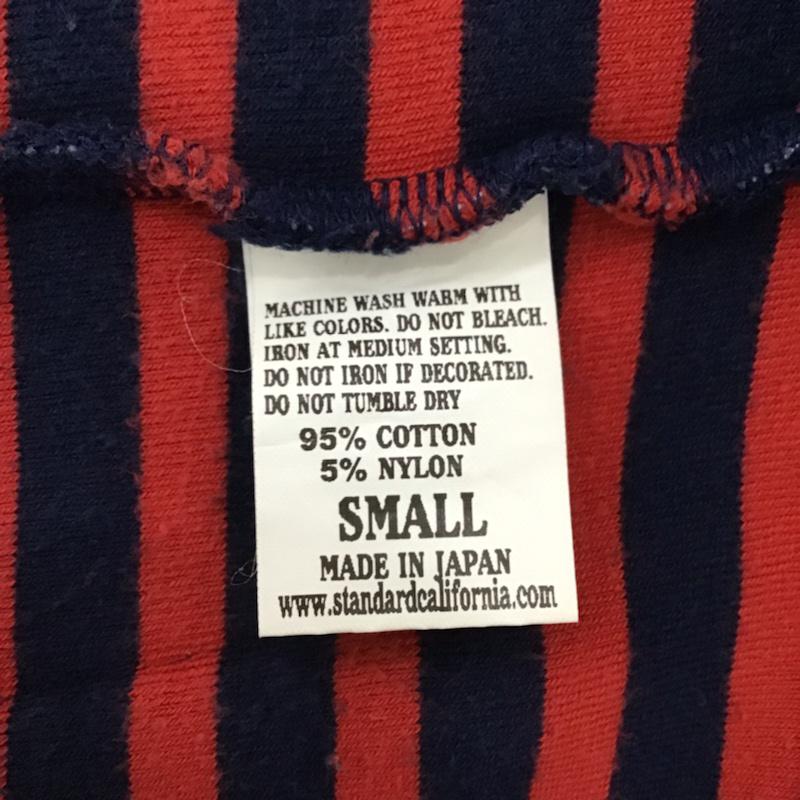 MACHINE WASH WARM WITH
LIKE COLORS. DO NOT BLEACH.
IRON AT MEDIUM SETTING.
DO NOT IRON IF DECORATED.
DO NOT TUMBLE DRY
95% COTTON
5% NYLON
SMALL
MADE IN JAPAN
www.standardcalifornia.com